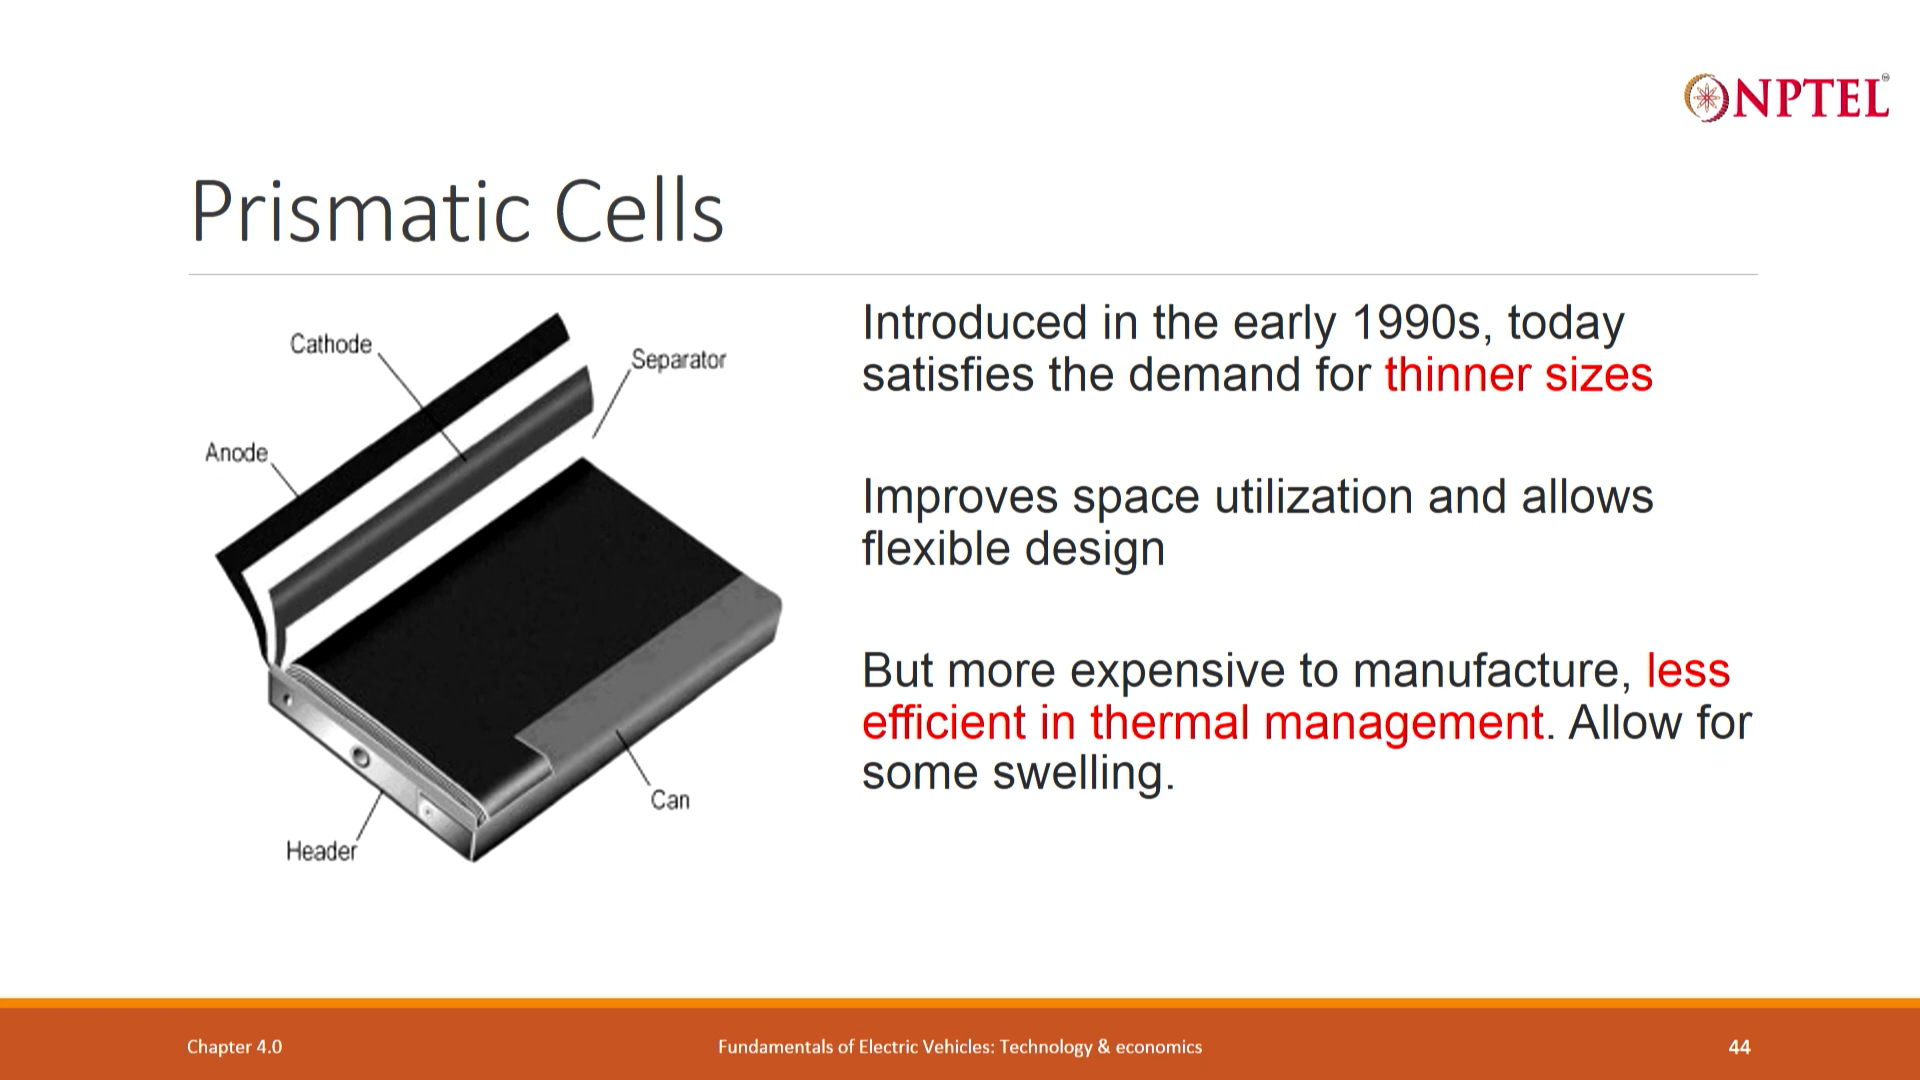 NPTEL
Prismatic Cells
Cathode
Separator
Anode
Can
Header
Introduced in the early 1990s, today
satisfies the demand for thinner sizes
Improves space utilization and allows
flexible design
But more expensive to manufacture, less
efficient in thermal management. Allow for
some swelling.
Chapter 4.0
Fundamentals of Electric Vehicles: Technology & economics
44